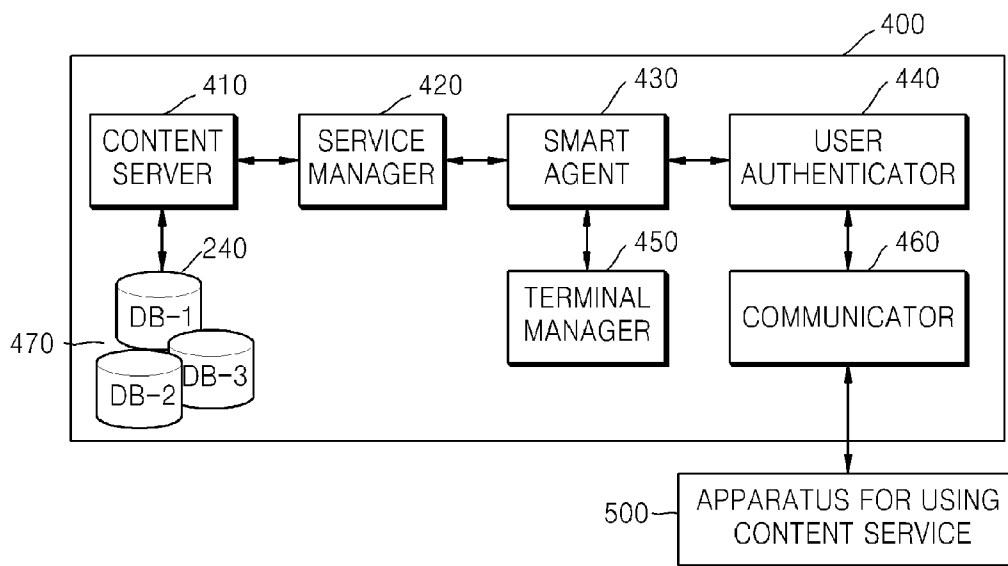 400
410
420
430
440
CONTENT
SERVER
SERVICE
MANAGER
SMART
AGENT
USER
AUTHENTICATOR
240
450
460
DB-1
DB-2
DB-3
470
TERMINAL
MANAGER
COMMUNICATOR
500
APPARATUS FOR USING
CONTENT SERVICE